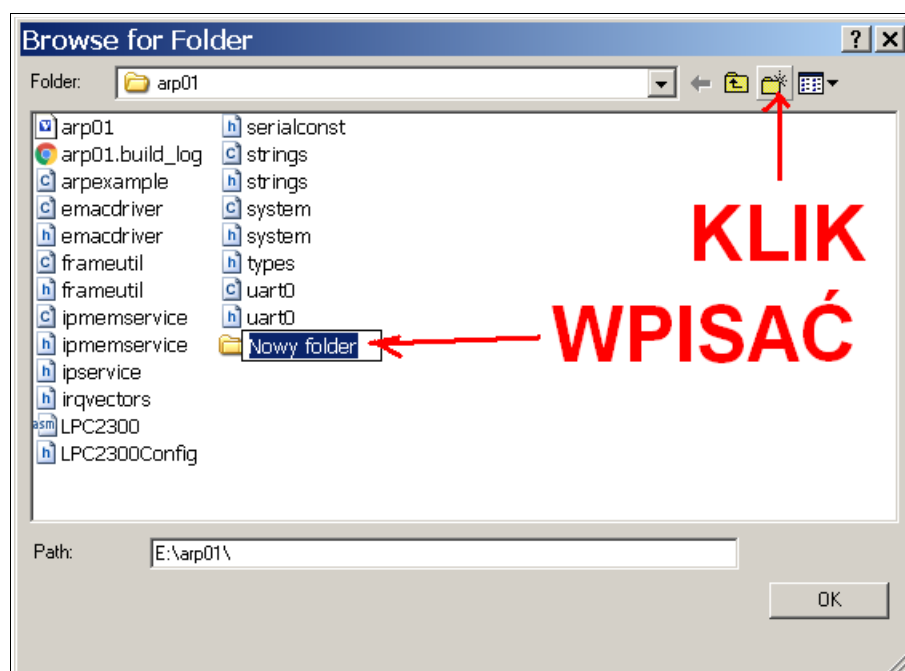 Browse for Folder
Folder: arp01
arp01
arp01.build_log
arpexample
emacdriver
emacdriver
frameutil
frameutil
ipmemservice
ipmemservice
ipservice
irqvectors
LPC2300
LPC2300Config
serialconst
strings
strings
system
system
types
uart0
uart0
Nowy folder
KLIK
WPISAĆ
Path: E:\arp01\
OK